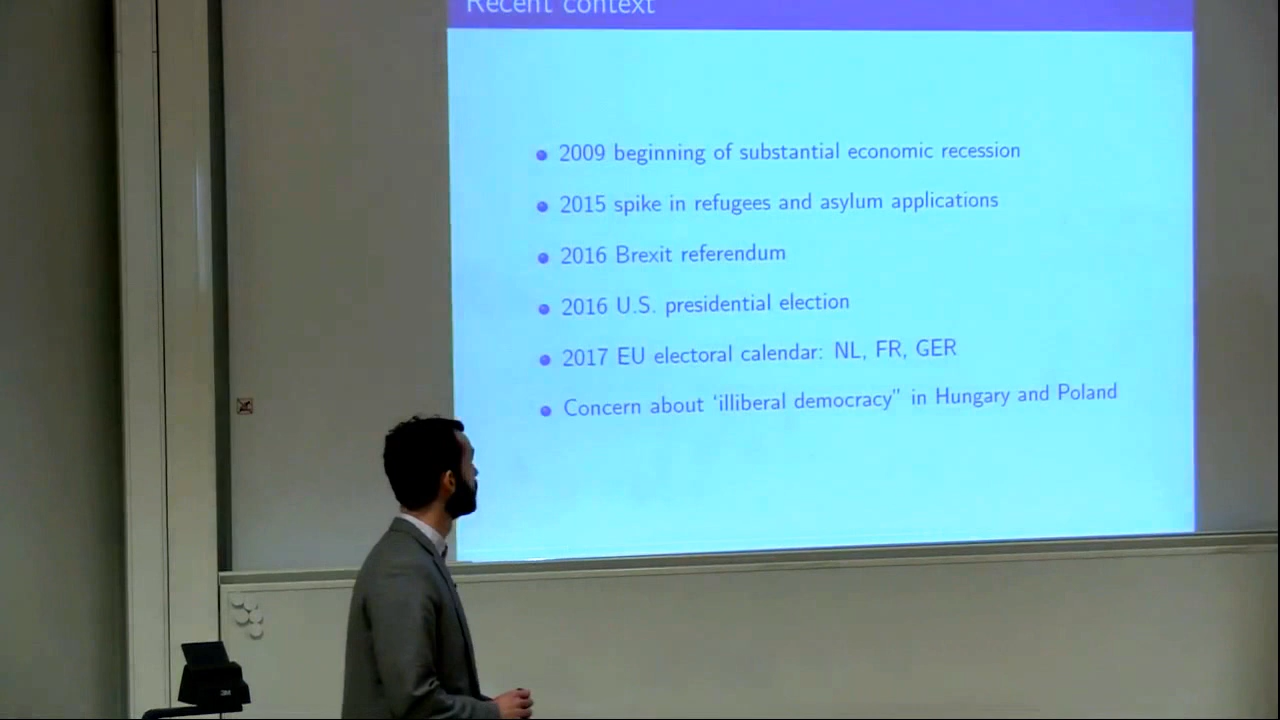 Recent context
2009 beginning of substantial economic recession
2015 spike in refugees and asylum applications
2016 Brexit referendum
2016 U.S. presidential election
2017 EU electoral calendar: NL, FR, GER
Concern about 'illiberal democracy" in Hungary and Poland